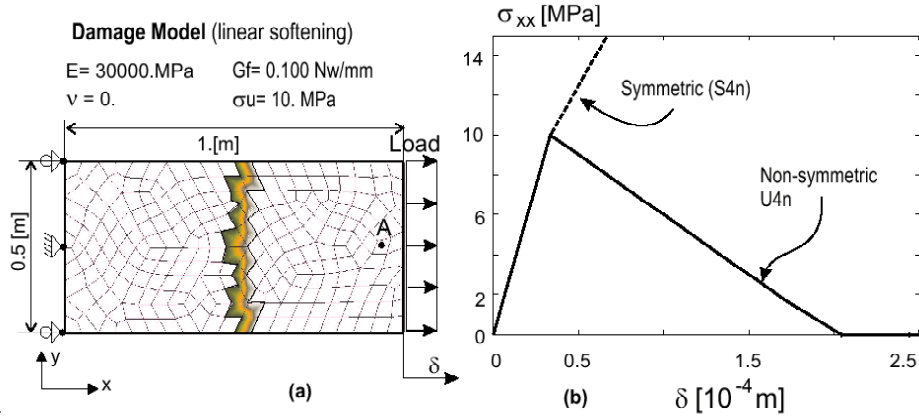 Damage Model (linear softening)
E= 30000.MPa Gf= 0.100 Nw/mm
ν = 0. σu= 10. MPa
1.[m]
Load
0.5 [m]
A
y
x
δ
(a)
σxx [MPa]
14
10
6
2
0
Symmetric (S4n)
Non-symmetric
U4n
0 0.5 1.5 2.5
(b) δ [10-4 m]